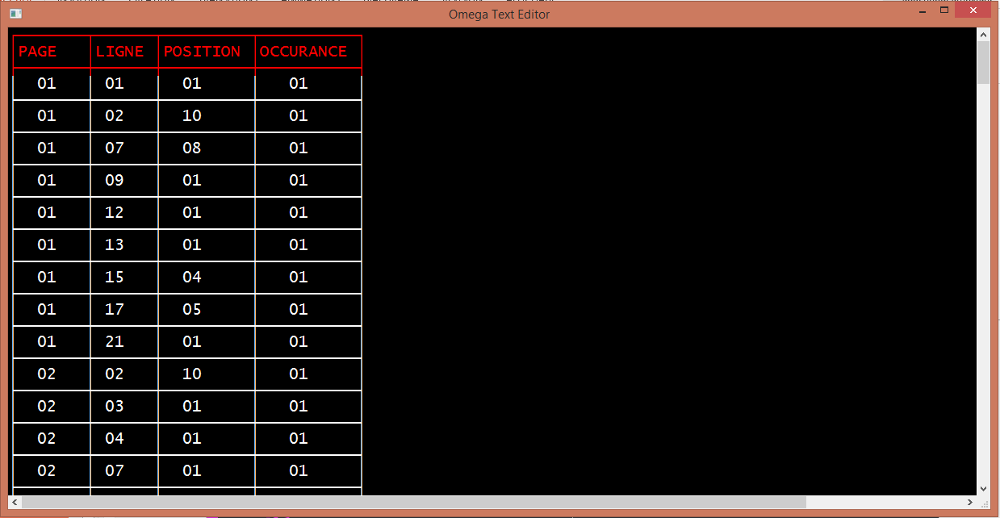 Omega Text Editor
PAGE LIGNE POSITION OCCURANCE
01 01 01 01
01 02 10 01
01 07 08 01
01 09 01 01
01 12 01 01
01 13 01 01
01 15 04 01
01 17 05 01
01 21 01 01
02 02 10 01
02 03 01 01
02 04 01 01
02 07 01 01